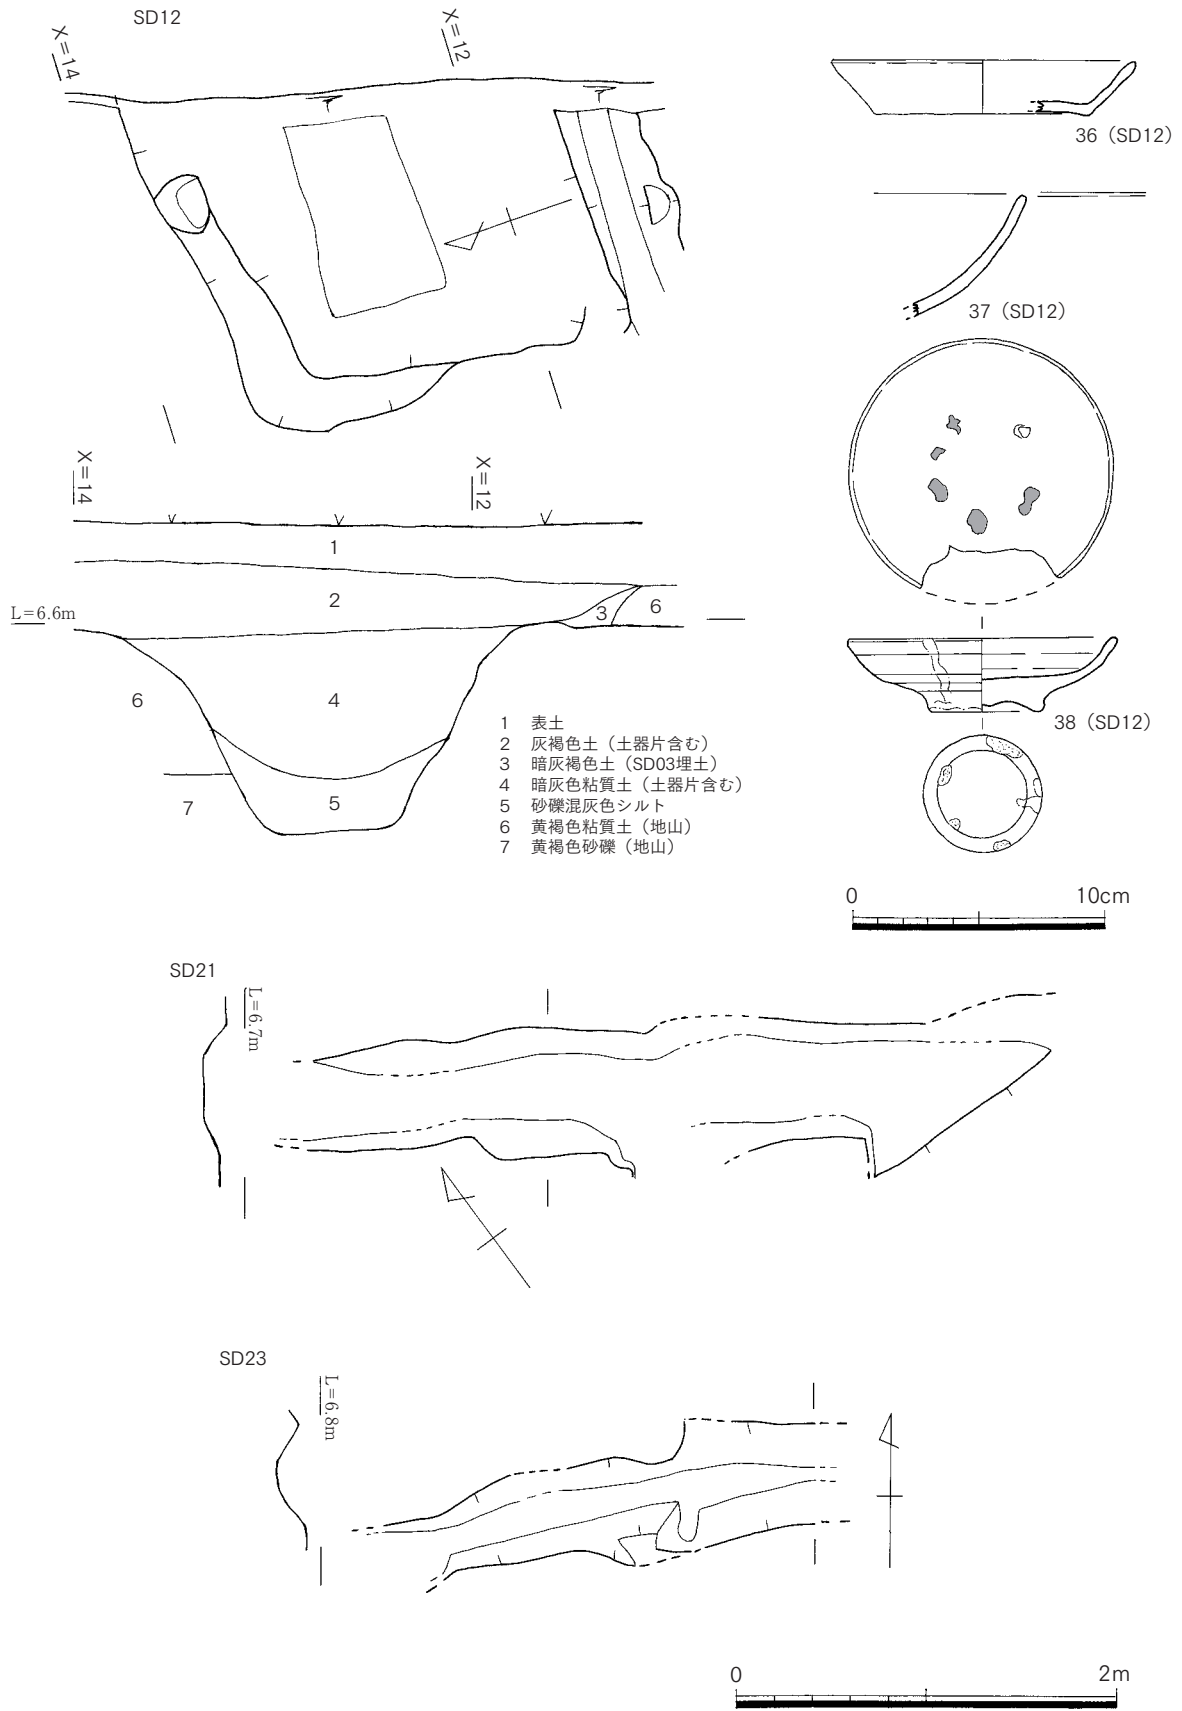 SD12
X=14
X=12
36（SD12）
37（SD12）
X=14
X=12
1
2
3
6
L=6.6m
6
4
5
7
38（SD12）
1 表土
2 灰褐色土（土器片含む）
3 暗灰褐色土（SD03埋土）
4 暗灰色粘質土（土器片含む）
5 砂礫混灰色シルト
6 黄褐色粘質土（地山）
7 黄褐色砂礫（地山）
0 10cm
SD21
L=6.7m
SD23
L=6.8m
0 2m